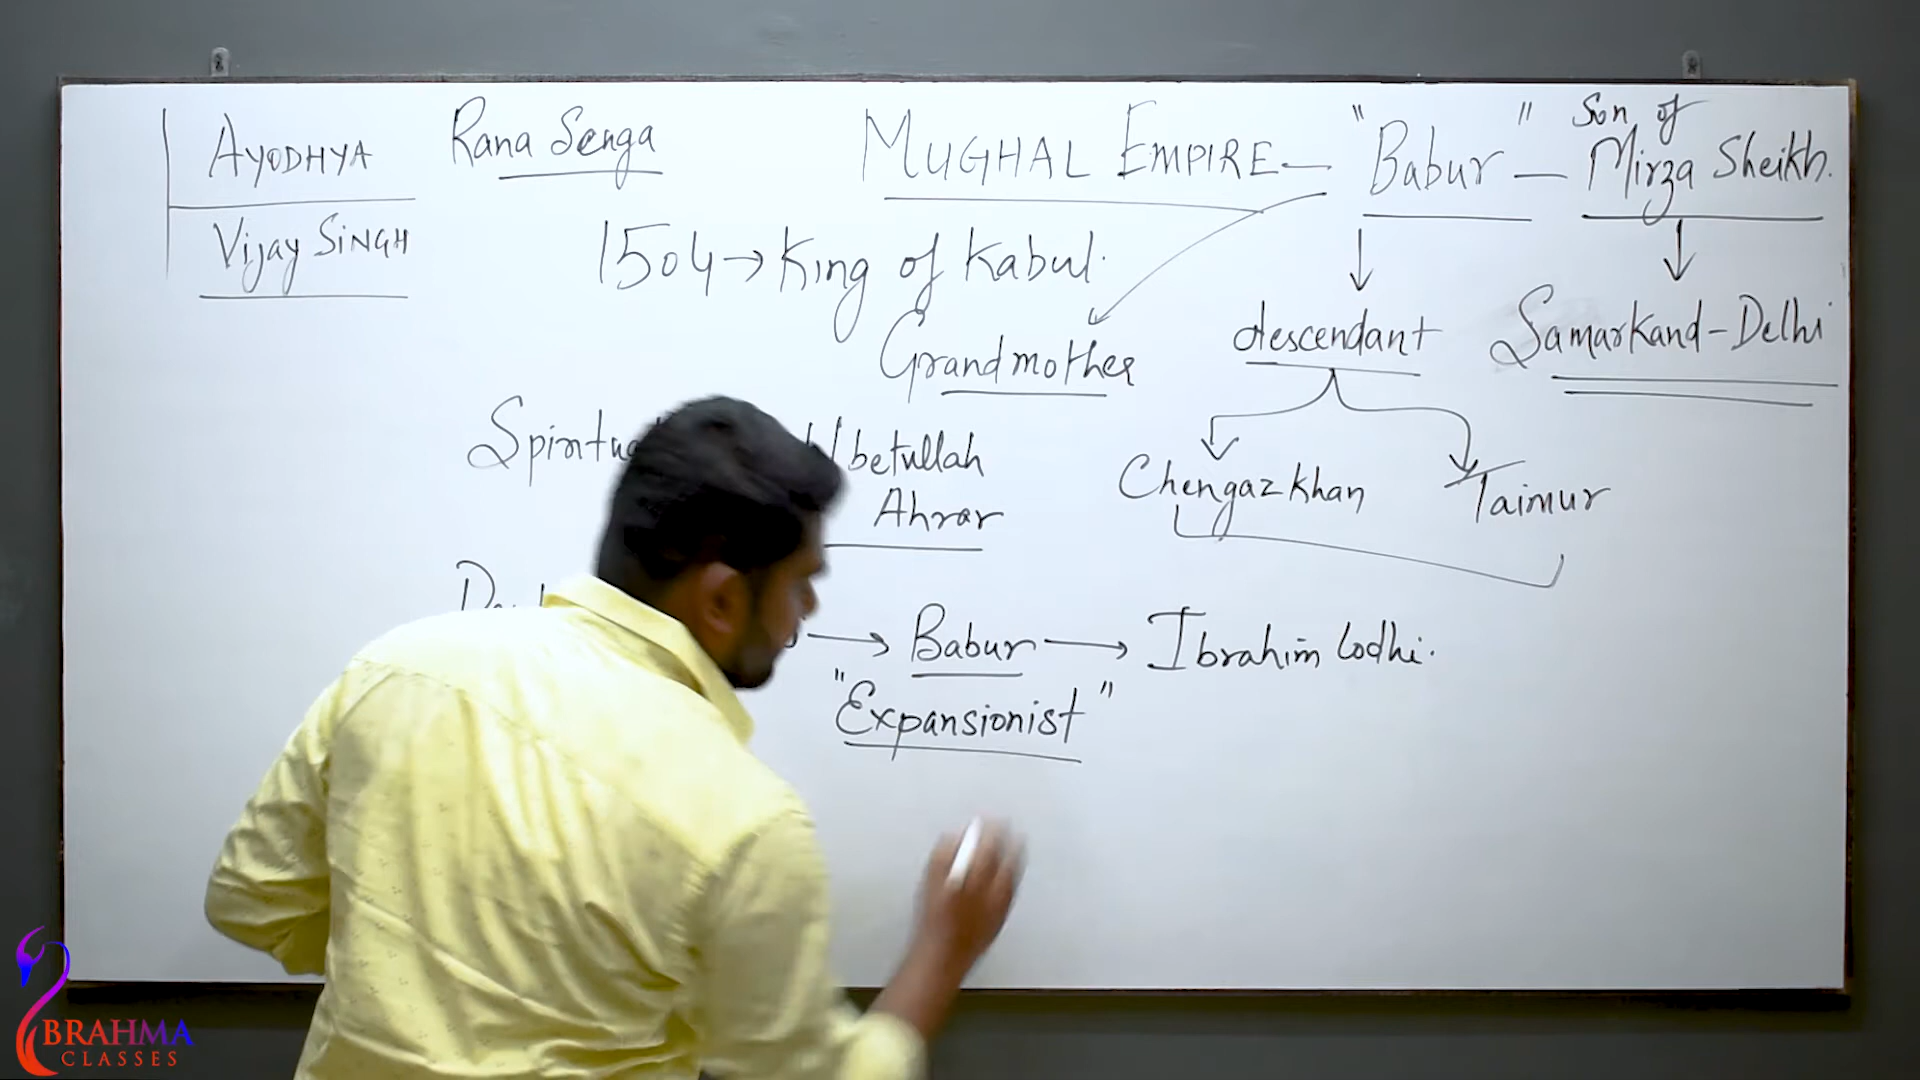 AYODHYA
Vijay SINGH
Rana Senga
MUGHAL EMPIRE - "Babur" - Son of Mirza Sheikh.
1504 → King of Kabul.
Grandmother
descendant
Samarkand - Delhi
Chengaz khan
Taimur
Ubetullah
Ahrar
→ Babur → Ibrahim Lodhi.
"Expansionist"
BRAHMA
CLASSES